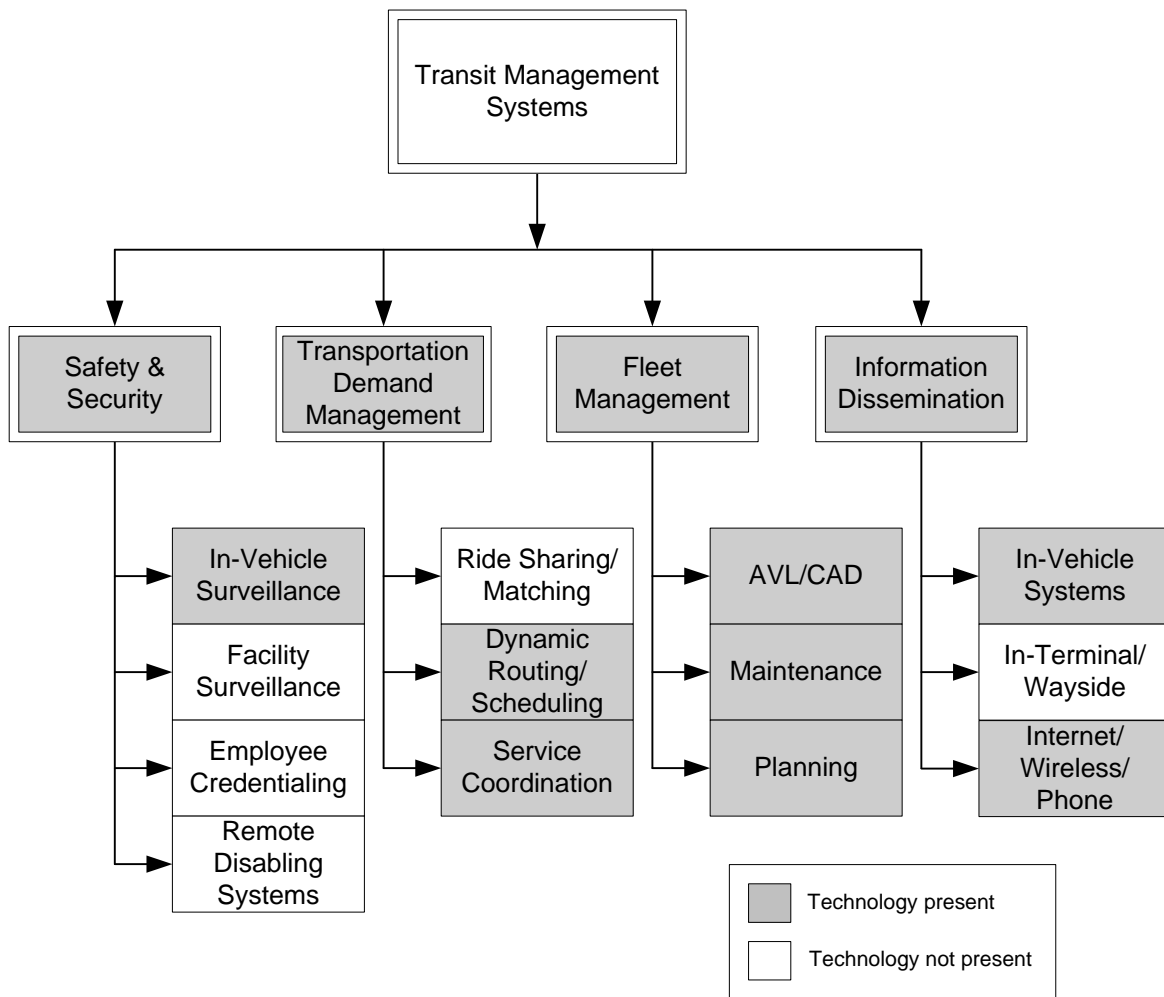 Transit Management
Systems
Safety &
Security
Transportation
Demand
Management
Fleet
Management
Information
Dissemination
In-Vehicle
Surveillance
Facility
Surveillance
Employee
Credentialing
Remote
Disabling
Systems
Ride Sharing/
Matching
Dynamic
Routing/
Scheduling
Service
Coordination
AVL/CAD
Maintenance
Planning
In-Vehicle
Systems
In-Terminal/
Wayside
Internet/
Wireless/
Phone
Technology present
Technology not present